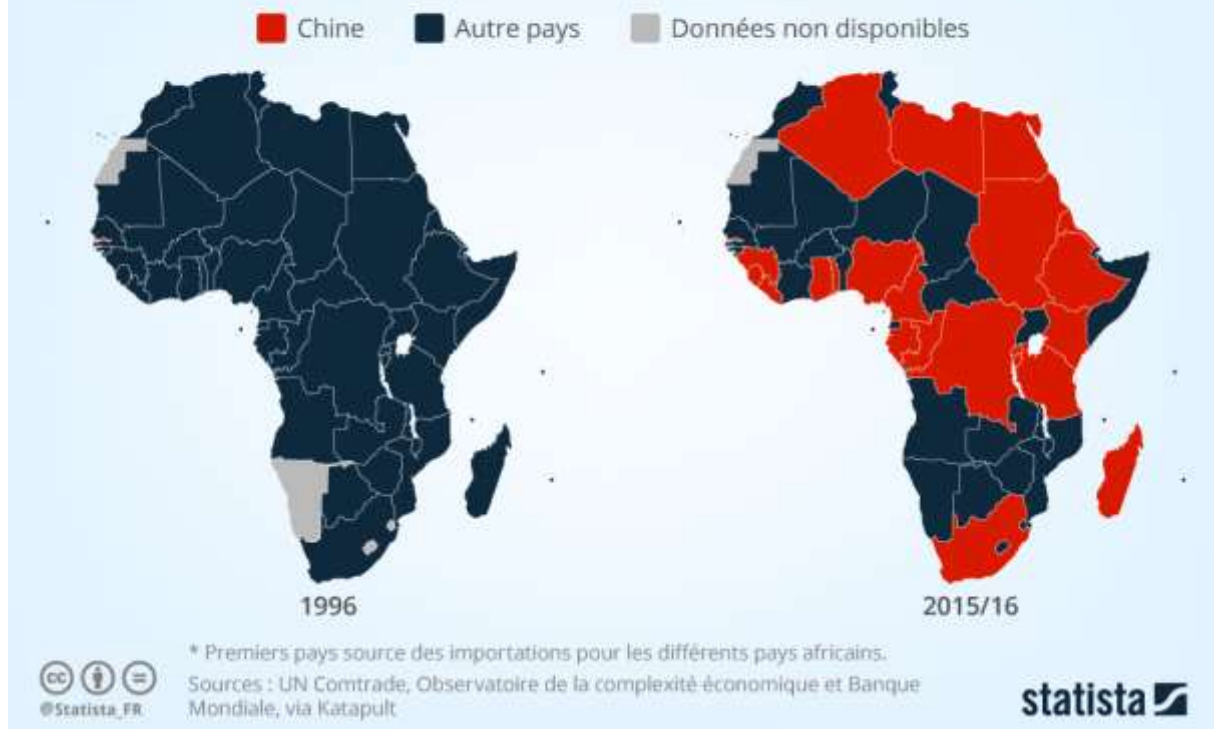 Chine Autre pays Données non disponibles
1996 2015/16
* Premiers pays source des importations pour les différents pays africains.
Sources : UN Comtrade, Observatoire de la complexité économique et Banque
Mondiale, via Katapult
cc
@Statista_FR
statista